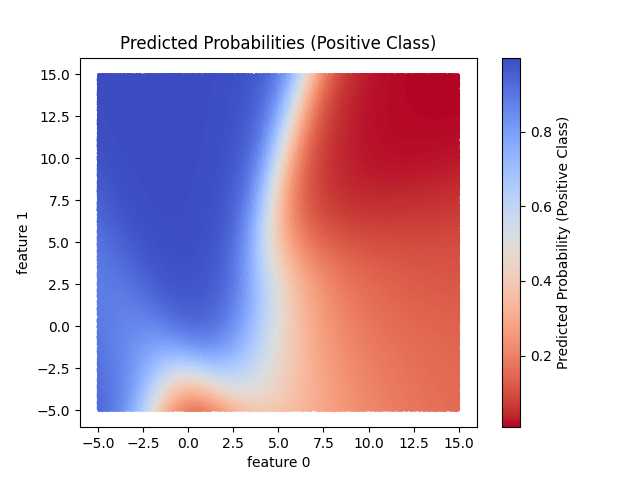 Predicted Probabilities (Positive Class)
15.0
12.5
10.0
7.5
5.0
2.5
0.0
−2.5
−5.0
feature 1
−5.0 −2.5 0.0 2.5 5.0 7.5 10.0 12.5 15.0
feature 0
0.8
0.6
0.4
0.2
Predicted Probability (Positive Class)